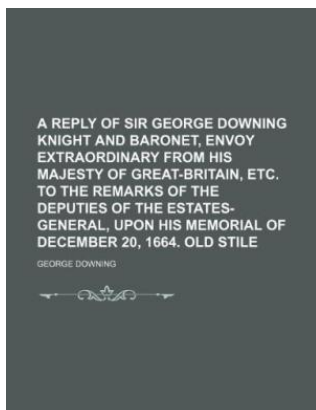 A REPLY OF SIR GEORGE DOWNING
KNIGHT AND BARONET, ENVOY
EXTRAORDINARY FROM HIS
MAJESTY OF GREAT-BRITAIN, ETC.
TO THE REMARKS OF THE
DEPUTIES OF THE ESTATES-
GENERAL, UPON HIS MEMORIAL OF
DECEMBER 20, 1664. OLD STILE
GEORGE DOWNING